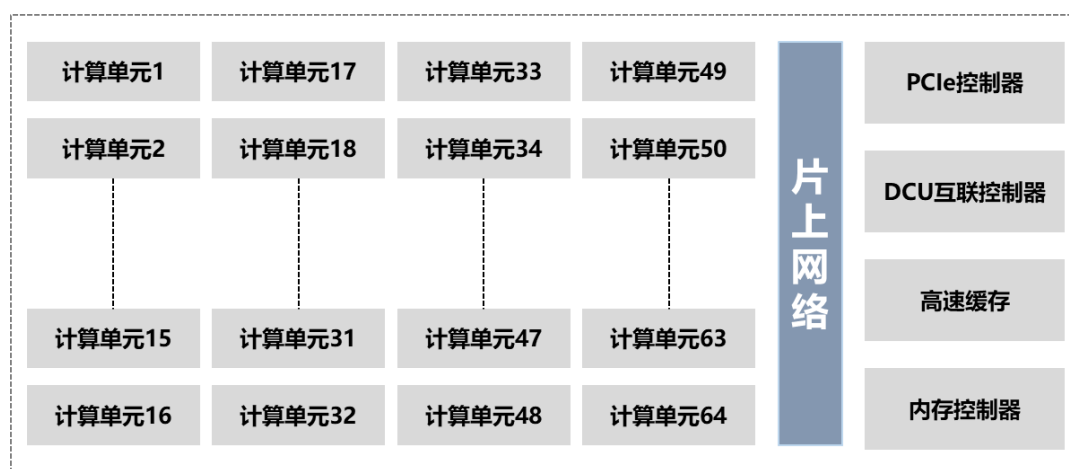 计算单元1
计算单元17
计算单元33
计算单元49
计算单元2
计算单元18
计算单元34
计算单元50
计算单元15
计算单元31
计算单元47
计算单元63
计算单元16
计算单元32
计算单元48
计算单元64
片上网络
PCIe控制器
DCU互联控制器
高速缓存
内存控制器